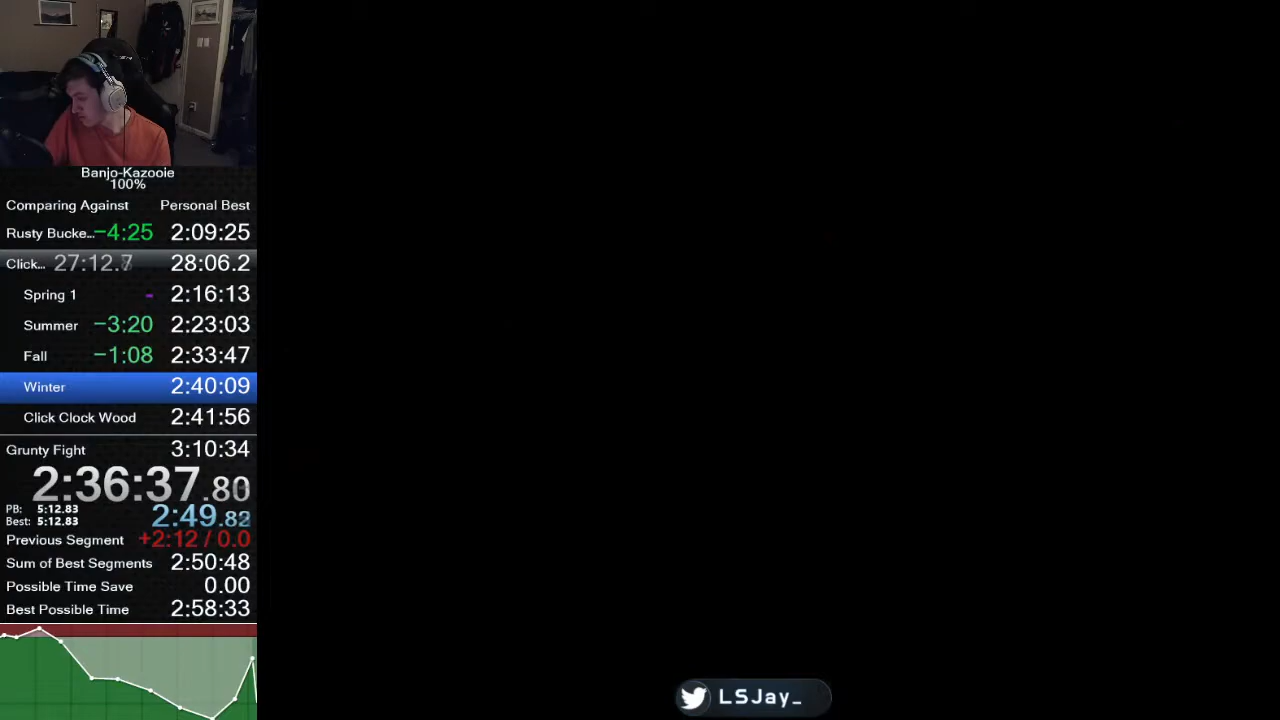 Banjo-Kazooie
100%
Comparing Against Personal Best
Rusty Bucke... -4:25 2:09:25
Click... 27:12.7 28:06.2
Spring 1 - 2:16:13
Summer -3:20 2:23:03
Fall -1:08 2:33:47
Winter 2:40:09
Click Clock Wood 2:41:56
Grunty Fight 3:10:34
2:36:37.80
PB: 5:12.83 2:49.82
Best: 5:12.83
Previous Segment +2:12 / 0.0
Sum of Best Segments 2:50:48
Possible Time Save 0.00
Best Possible Time 2:58:33
LSJay_